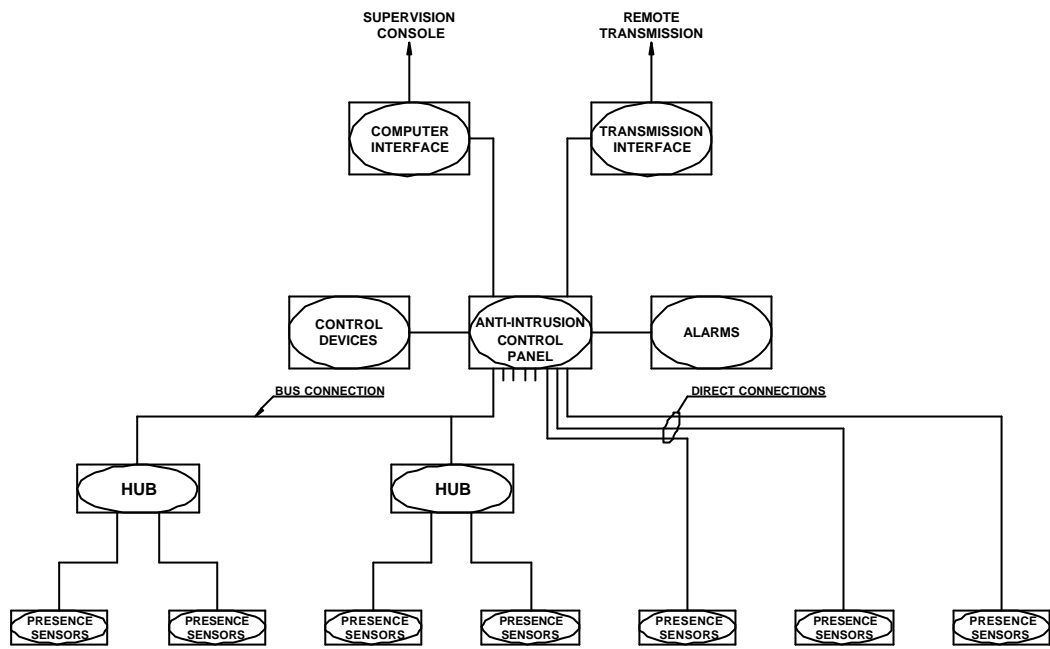 SUPERVISION
CONSOLE
REMOTE
TRANSMISSION
COMPUTER
INTERFACE
TRANSMISSION
INTERFACE
CONTROL
DEVICES
ANTI-INTRUSION
CONTROL
PANEL
ALARMS
BUS CONNECTION
DIRECT CONNECTIONS
HUB
HUB
PRESENCE
SENSORS
PRESENCE
SENSORS
PRESENCE
SENSORS
PRESENCE
SENSORS
PRESENCE
SENSORS
PRESENCE
SENSORS
PRESENCE
SENSORS